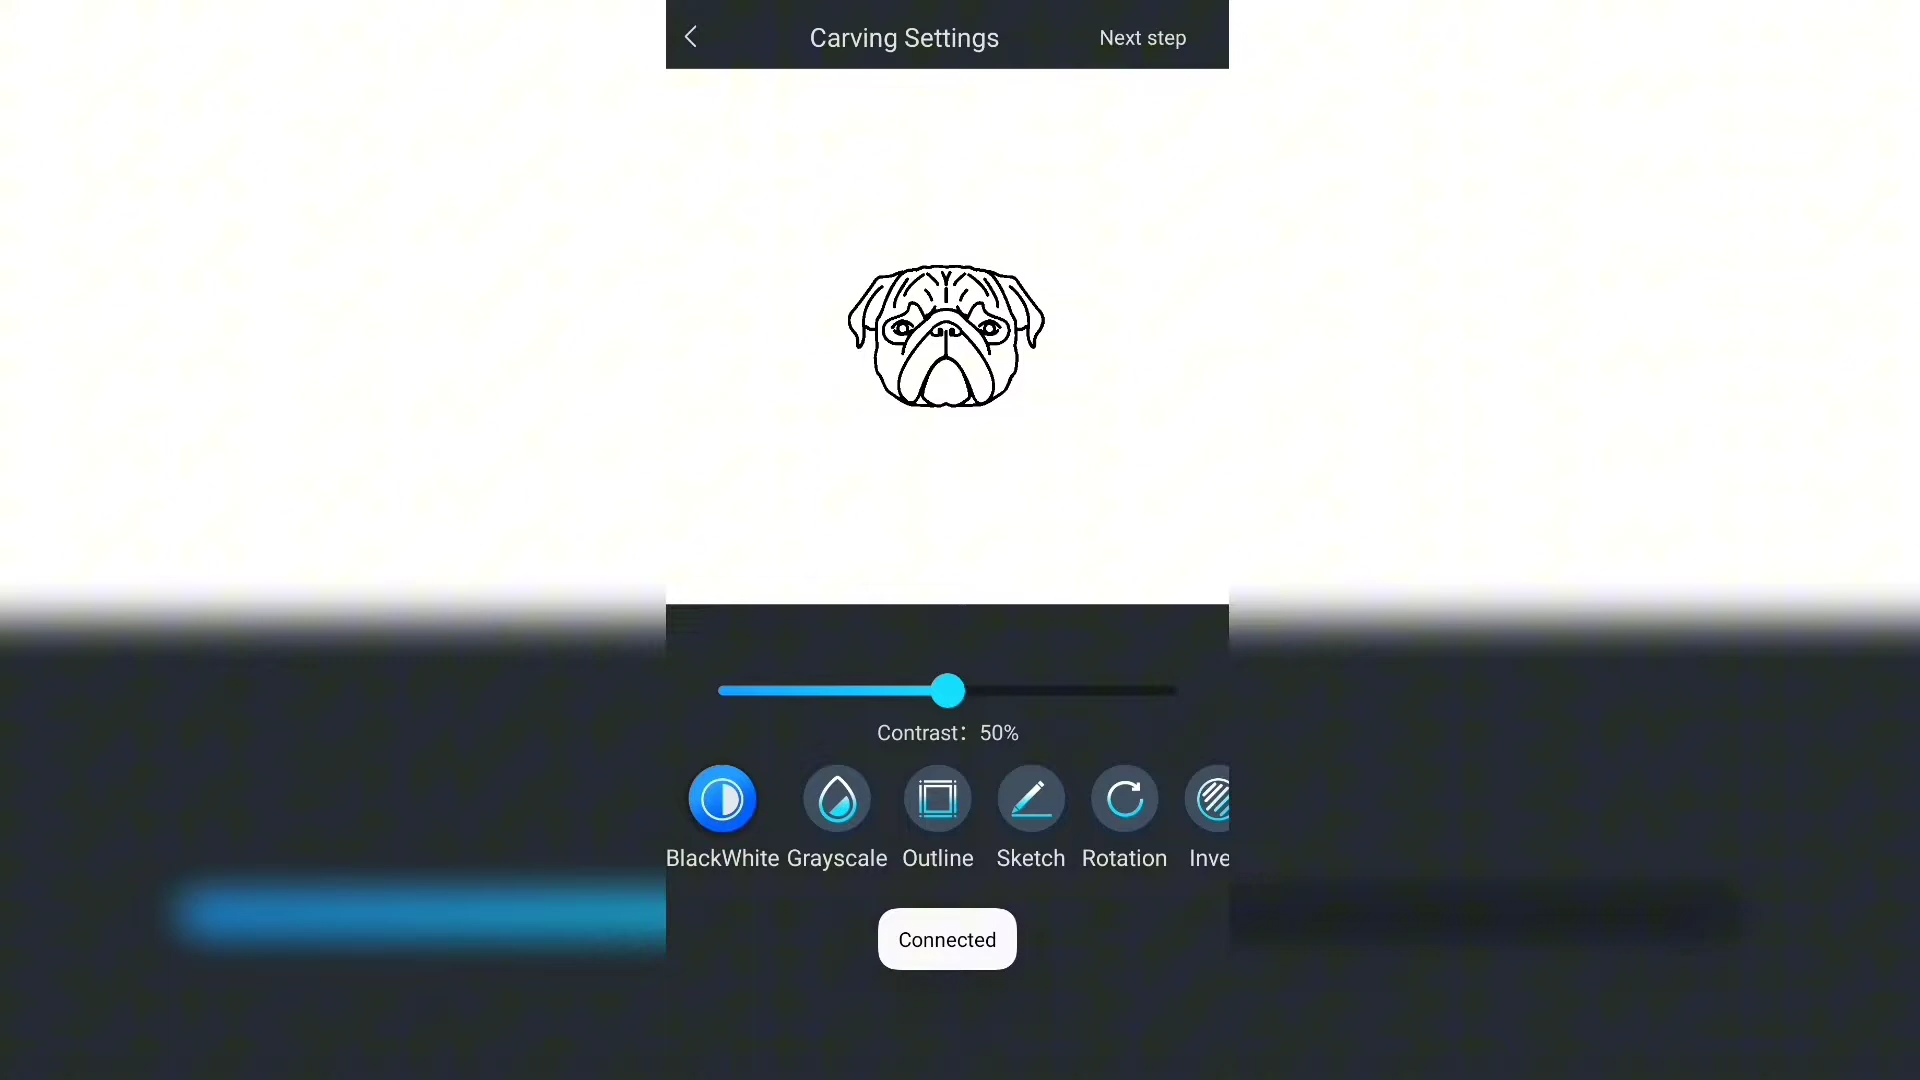 Carving Settings
Next step
Contrast: 50%
BlackWhite Grayscale Outline Sketch Rotation Inve
Connected